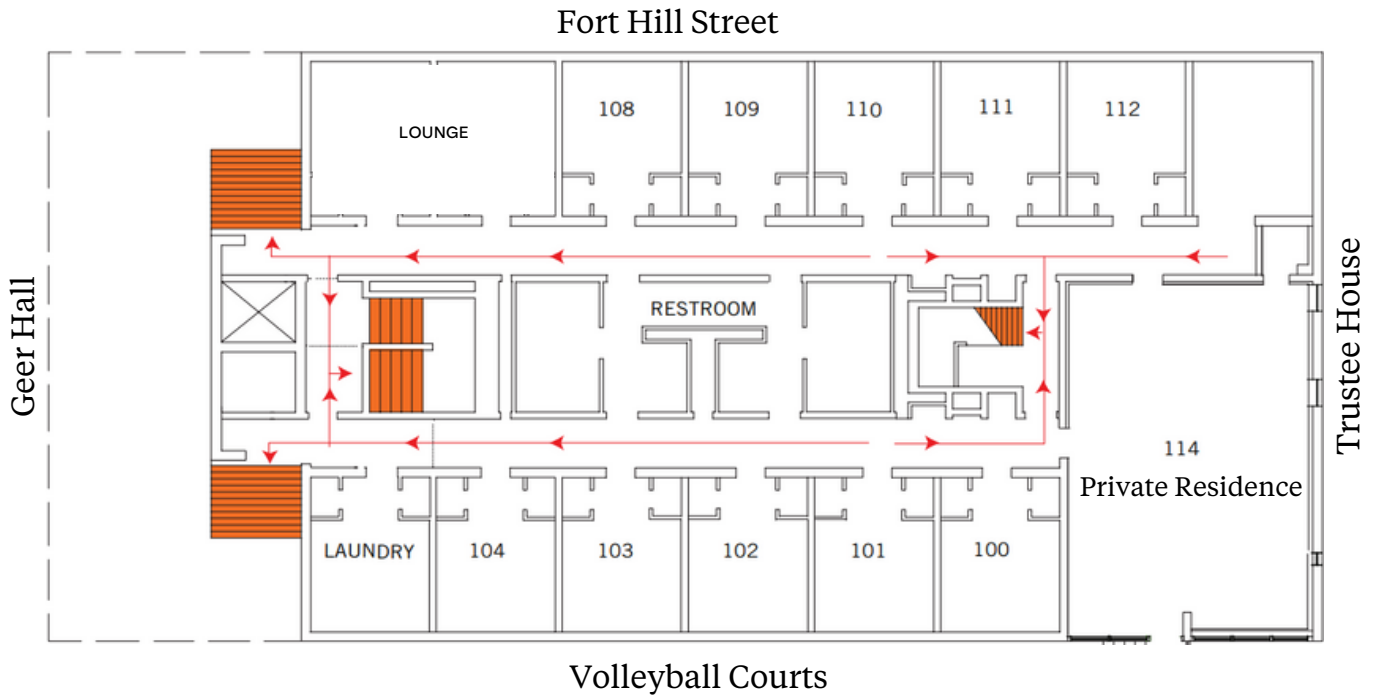 Fort Hill Street
108
109
110
111
112
LOUNGE
Geer Hall
RESTROOM
Trustee House
114
Private Residence
LAUNDRY
104
103
102
101
100
Volleyball Courts